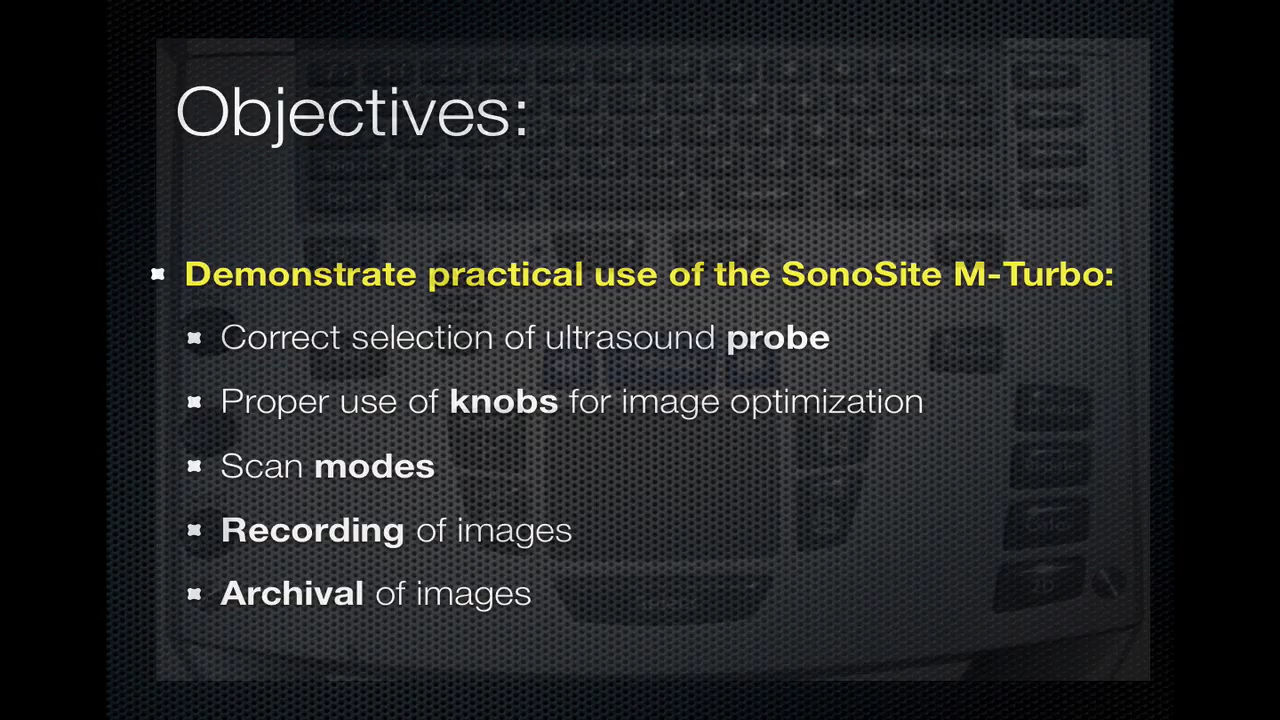 Objectives:
Demonstrate practical use of the SonoSite M-Turbo:
Correct selection of ultrasound probe
Proper use of knobs for image optimization
Scan modes
Recording of images
Archival of images